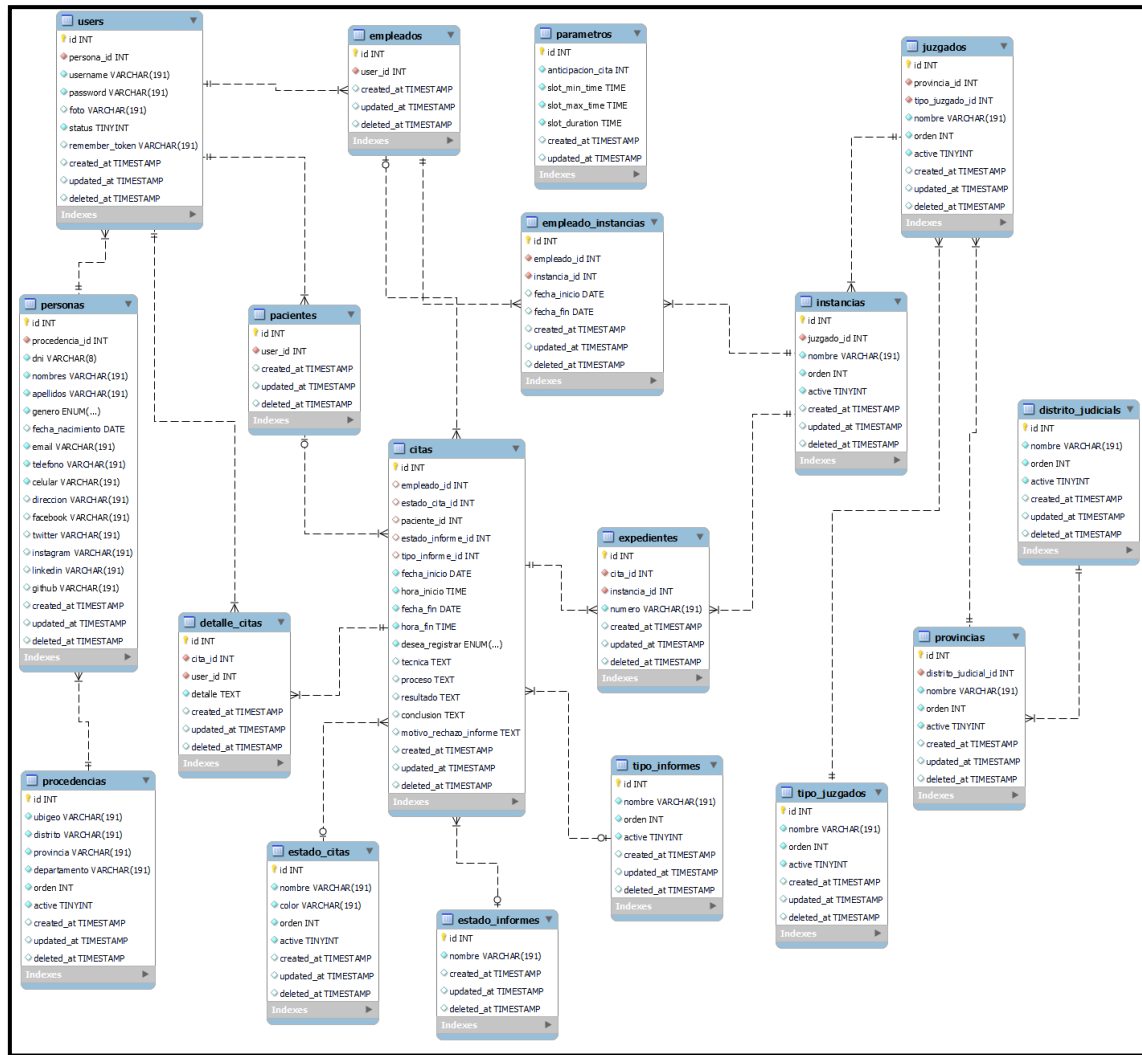 users
id INT
persona_id INT
username VARCHAR(191)
password VARCHAR(191)
foto VARCHAR(191)
status TINYINT
remember_token VARCHAR(191)
created_at TIMESTAMP
updated_at TIMESTAMP
deleted_at TIMESTAMP
Indexes
empleados
id INT
user_id INT
created_at TIMESTAMP
updated_at TIMESTAMP
deleted_at TIMESTAMP
Indexes
parametros
id INT
anticipacion_cita INT
slot_min_time TIME
slot_max_time TIME
slot_duration TIME
created_at TIMESTAMP
updated_at TIMESTAMP
Indexes
juzgados
id INT
provincia_id INT
tipo_juzgado_id INT
nombre VARCHAR(191)
orden INT
active TINYINT
created_at TIMESTAMP
updated_at TIMESTAMP
deleted_at TIMESTAMP
Indexes
empleado_instancias
id INT
empleado_id INT
instancia_id INT
fecha_inicio DATE
fecha_fin DATE
created_at TIMESTAMP
updated_at TIMESTAMP
deleted_at TIMESTAMP
Indexes
personas
id INT
procedencia_id INT
dni VARCHAR(8)
nombres VARCHAR(191)
apellidos VARCHAR(191)
genero ENUM(...)
fecha_nacimiento DATE
email VARCHAR(191)
telefono VARCHAR(191)
celular VARCHAR(191)
direccion VARCHAR(191)
facebook VARCHAR(191)
twitter VARCHAR(191)
instagram VARCHAR(191)
linkedin VARCHAR(191)
github VARCHAR(191)
created_at TIMESTAMP
updated_at TIMESTAMP
deleted_at TIMESTAMP
Indexes
pacientes
id INT
user_id INT
created_at TIMESTAMP
updated_at TIMESTAMP
deleted_at TIMESTAMP
Indexes
instancias
id INT
juzgado_id INT
nombre VARCHAR(191)
orden INT
active TINYINT
created_at TIMESTAMP
updated_at TIMESTAMP
deleted_at TIMESTAMP
Indexes
distrito_judicials
id INT
nombre VARCHAR(191)
orden INT
active TINYINT
created_at TIMESTAMP
updated_at TIMESTAMP
deleted_at TIMESTAMP
Indexes
citas
id INT
empleado_id INT
estado_cita_id INT
paciente_id INT
estado_informe_id INT
tipo_informe_id INT
fecha_inicio DATE
hora_inicio TIME
fecha_fin DATE
hora_fin TIME
desea_registrar ENUM(...)
tecnica TEXT
proceso TEXT
resultado TEXT
conclusion TEXT
motivo_rechazo_informe TEXT
created_at TIMESTAMP
updated_at TIMESTAMP
deleted_at TIMESTAMP
Indexes
expedientes
id INT
cita_id INT
instancia_id INT
numero VARCHAR(191)
created_at TIMESTAMP
updated_at TIMESTAMP
deleted_at TIMESTAMP
Indexes
detalle_citas
id INT
cita_id INT
user_id INT
detalle TEXT
created_at TIMESTAMP
updated_at TIMESTAMP
deleted_at TIMESTAMP
Indexes
provincias
id INT
distrito_judicial_id INT
nombre VARCHAR(191)
orden INT
active TINYINT
created_at TIMESTAMP
updated_at TIMESTAMP
deleted_at TIMESTAMP
Indexes
procedencias
id INT
ubigeo VARCHAR(191)
distrito VARCHAR(191)
provincia VARCHAR(191)
departamento VARCHAR(191)
orden INT
active TINYINT
created_at TIMESTAMP
updated_at TIMESTAMP
deleted_at TIMESTAMP
Indexes
tipo_informes
id INT
nombre VARCHAR(191)
orden INT
active TINYINT
created_at TIMESTAMP
updated_at TIMESTAMP
deleted_at TIMESTAMP
Indexes
tipo_juzgados
id INT
nombre VARCHAR(191)
orden INT
active TINYINT
created_at TIMESTAMP
updated_at TIMESTAMP
deleted_at TIMESTAMP
Indexes
estado_citas
id INT
nombre VARCHAR(191)
color VARCHAR(191)
orden INT
active TINYINT
created_at TIMESTAMP
updated_at TIMESTAMP
deleted_at TIMESTAMP
Indexes
estado_informes
id INT
nombre VARCHAR(191)
created_at TIMESTAMP
updated_at TIMESTAMP
deleted_at TIMESTAMP
Indexes